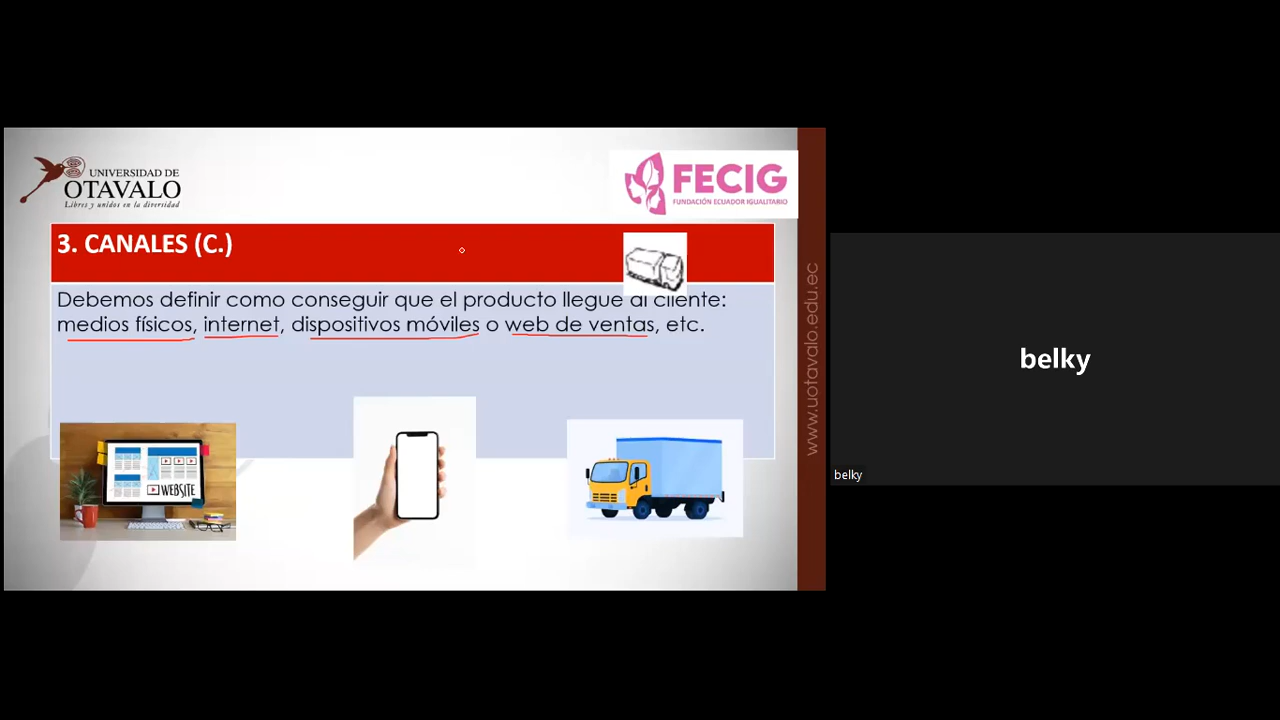 UNIVERSIDAD DE
OTAVALO
Libres y unidos en la diversidad
FECIG
FUNDACIÓN ECUADOR IGUALITARIO
3. CANALES (C.)
Debemos definir como conseguir que el producto llegue al cliente:
medios físicos, internet, dispositivos móviles o web de ventas, etc.
WEBSITE
www.uotavalo.edu.ec
belky
belky